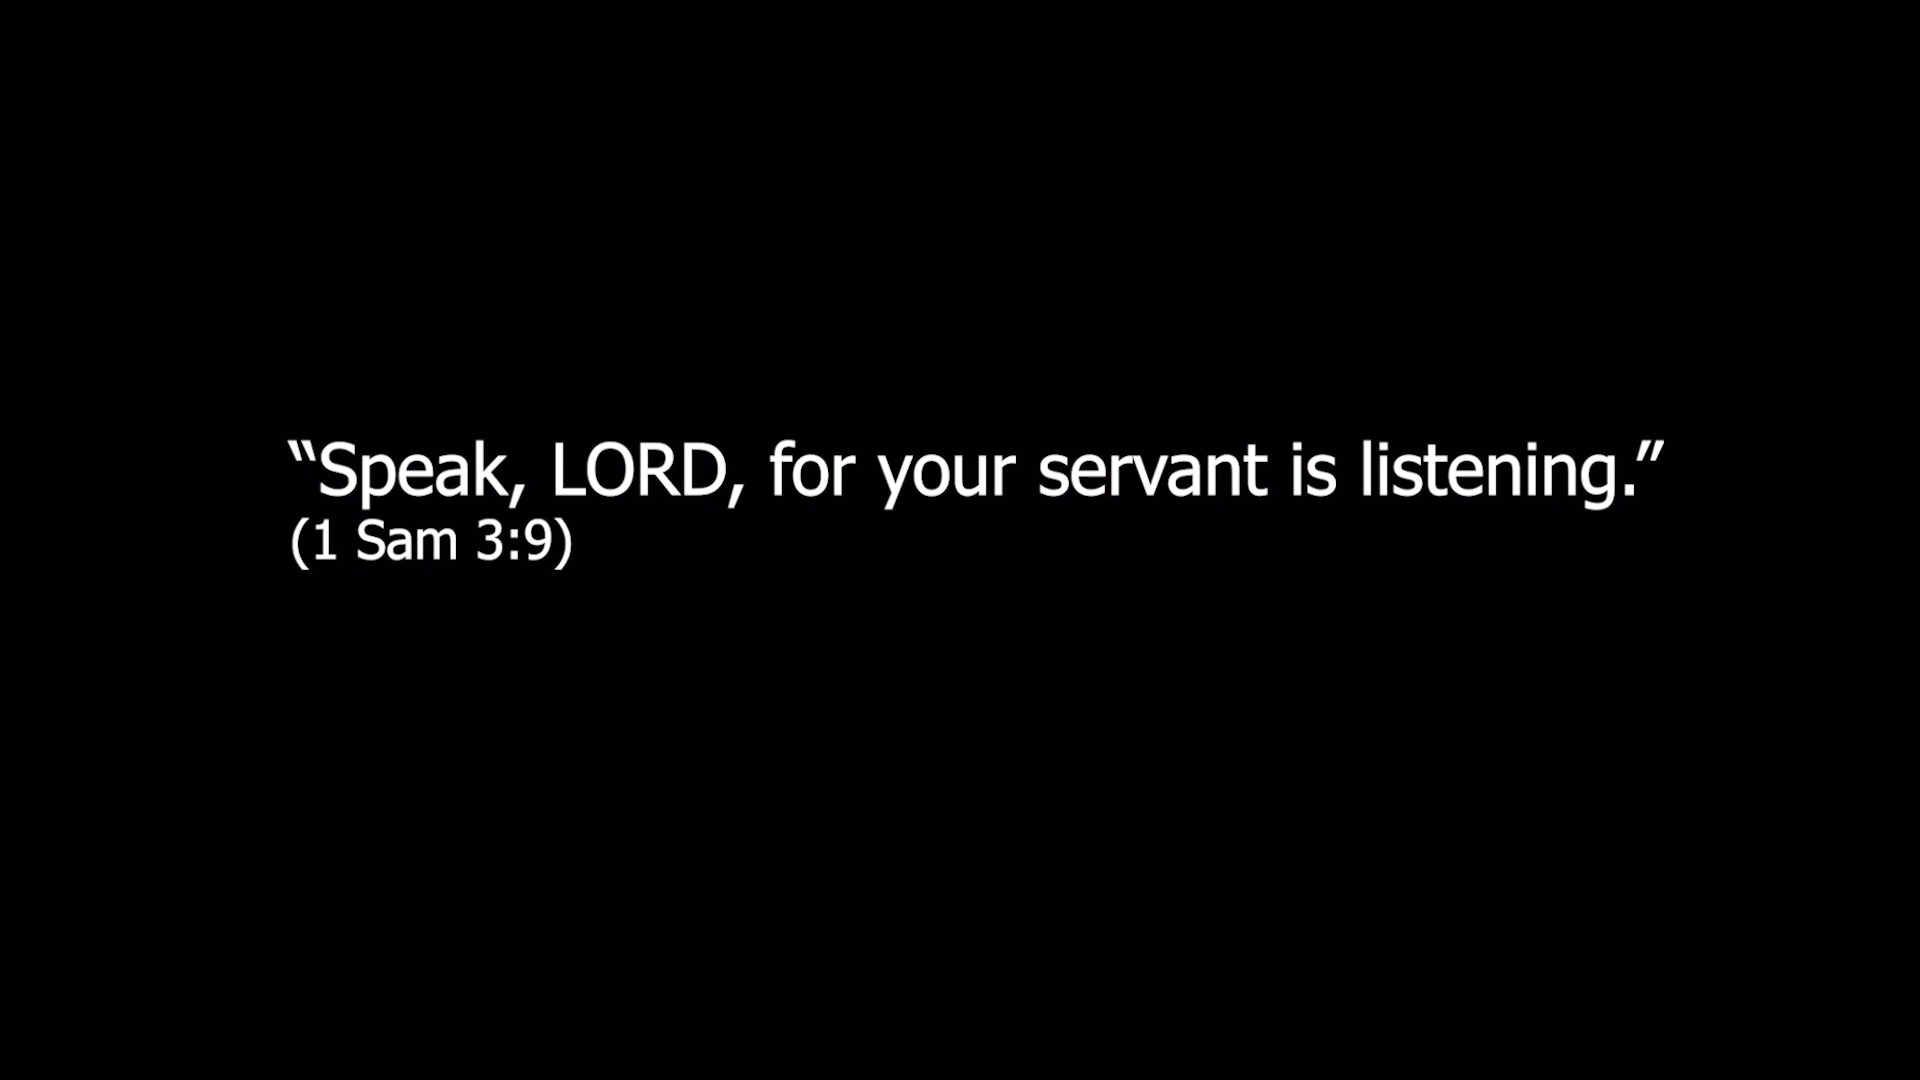 “Speak, LORD, for your servant is listening.”
(1 Sam 3:9)